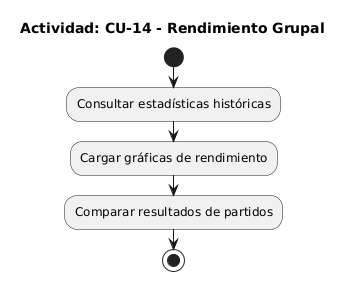 Actividad: CU-14 - Rendimiento Grupal
Consultar estadísticas históricas
Cargar gráficas de rendimiento
Comparar resultados de partidos